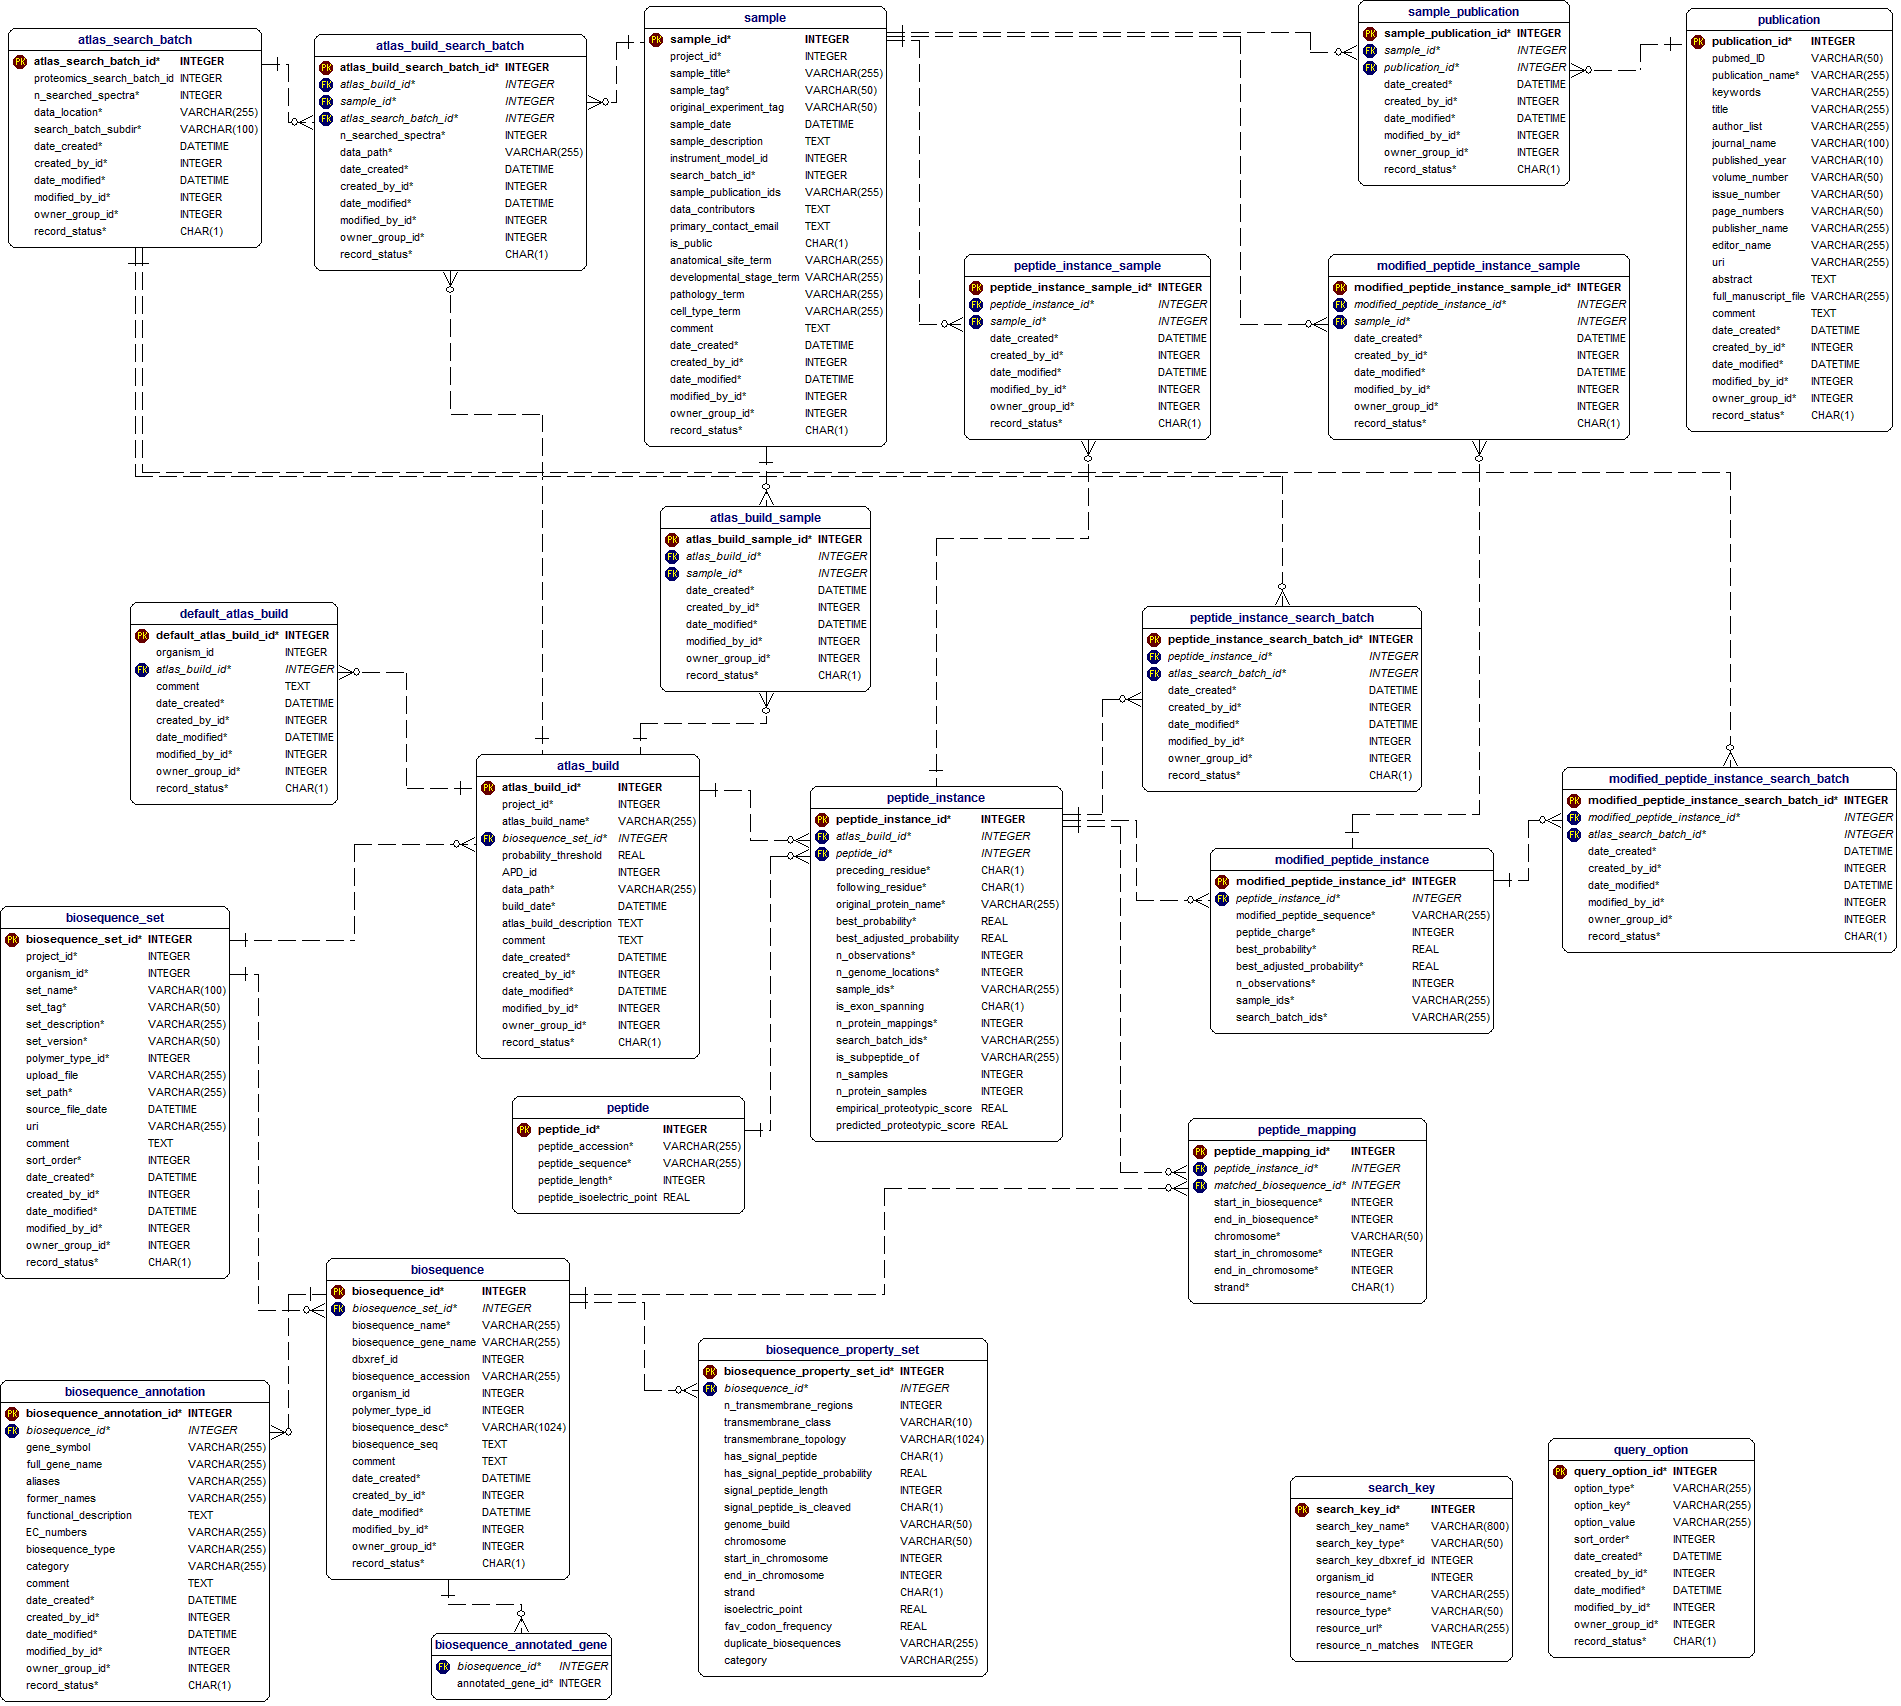 atlas_search_batch
PK atlas_search_batch_id* INTEGER
proteomics_search_batch_id INTEGER
n_searched_spectra* INTEGER
data_location* VARCHAR(255)
search_batch_subdir* VARCHAR(100)
date_created* DATETIME
created_by_id* INTEGER
date_modified* DATETIME
modified_by_id* INTEGER
owner_group_id* INTEGER
record_status* CHAR(1)
atlas_build_search_batch
PK atlas_build_search_batch_id* INTEGER
FK atlas_build_id* INTEGER
FK sample_id* INTEGER
FK atlas_search_batch_id* INTEGER
n_searched_spectra* INTEGER
data_path* VARCHAR(255)
date_created* DATETIME
created_by_id* INTEGER
date_modified* DATETIME
modified_by_id* INTEGER
owner_group_id* INTEGER
record_status* CHAR(1)
sample
PK sample_id* INTEGER
project_id* INTEGER
sample_title* VARCHAR(255)
sample_tag* VARCHAR(50)
original_experiment_tag VARCHAR(50)
sample_date DATETIME
sample_description TEXT
instrument_model_id INTEGER
search_batch_id* INTEGER
sample_publication_ids VARCHAR(255)
data_contributors TEXT
primary_contact_email TEXT
is_public CHAR(1)
anatomical_site_term VARCHAR(255)
developmental_stage_term VARCHAR(255)
pathology_term VARCHAR(255)
cell_type_term VARCHAR(255)
comment TEXT
date_created* DATETIME
created_by_id* INTEGER
date_modified* DATETIME
modified_by_id* INTEGER
owner_group_id* INTEGER
record_status* CHAR(1)
sample_publication
PK sample_publication_id* INTEGER
FK sample_id* INTEGER
FK publication_id* INTEGER
date_created* DATETIME
created_by_id* INTEGER
date_modified* DATETIME
modified_by_id* INTEGER
owner_group_id* INTEGER
record_status* CHAR(1)
publication
PK publication_id* INTEGER
pubmed_ID VARCHAR(50)
publication_name* VARCHAR(255)
keywords VARCHAR(255)
title VARCHAR(255)
author_list VARCHAR(255)
journal_name VARCHAR(100)
published_year VARCHAR(10)
volume_number VARCHAR(50)
issue_number VARCHAR(50)
page_numbers VARCHAR(50)
publisher_name VARCHAR(255)
editor_name VARCHAR(255)
uri VARCHAR(255)
abstract TEXT
full_manuscript_file VARCHAR(255)
comment TEXT
date_created* DATETIME
created_by_id* INTEGER
date_modified* DATETIME
modified_by_id* INTEGER
owner_group_id* INTEGER
record_status* CHAR(1)
peptide_instance_sample
PK peptide_instance_sample_id* INTEGER
FK peptide_instance_id* INTEGER
FK sample_id* INTEGER
date_created* DATETIME
created_by_id* INTEGER
date_modified* DATETIME
modified_by_id* INTEGER
owner_group_id* INTEGER
record_status* CHAR(1)
modified_peptide_instance_sample
PK modified_peptide_instance_sample_id* INTEGER
FK modified_peptide_instance_id* INTEGER
FK sample_id* INTEGER
date_created* DATETIME
created_by_id* INTEGER
date_modified* DATETIME
modified_by_id* INTEGER
owner_group_id* INTEGER
record_status* CHAR(1)
atlas_build_sample
PK atlas_build_sample_id* INTEGER
FK atlas_build_id* INTEGER
FK sample_id* INTEGER
date_created* DATETIME
created_by_id* INTEGER
date_modified* DATETIME
modified_by_id* INTEGER
owner_group_id* INTEGER
record_status* CHAR(1)
default_atlas_build
PK default_atlas_build_id* INTEGER
organism_id INTEGER
FK atlas_build_id* INTEGER
comment TEXT
date_created* DATETIME
created_by_id* INTEGER
date_modified* DATETIME
modified_by_id* INTEGER
owner_group_id* INTEGER
record_status* CHAR(1)
peptide_instance_search_batch
PK peptide_instance_search_batch_id* INTEGER
FK peptide_instance_id* INTEGER
FK atlas_search_batch_id* INTEGER
date_created* DATETIME
created_by_id* INTEGER
date_modified* DATETIME
modified_by_id* INTEGER
owner_group_id* INTEGER
record_status* CHAR(1)
atlas_build
PK atlas_build_id* INTEGER
project_id* INTEGER
atlas_build_name* VARCHAR(255)
FK biosequence_set_id* INTEGER
probability_threshold REAL
APD_id INTEGER
data_path* VARCHAR(255)
build_date* DATETIME
atlas_build_description TEXT
comment TEXT
date_created* DATETIME
created_by_id* INTEGER
date_modified* DATETIME
modified_by_id* INTEGER
owner_group_id* INTEGER
record_status* CHAR(1)
peptide_instance
PK peptide_instance_id* INTEGER
FK atlas_build_id* INTEGER
FK peptide_id* INTEGER
preceding_residue* CHAR(1)
following_residue* CHAR(1)
original_protein_name* VARCHAR(255)
best_probability* REAL
best_adjusted_probability REAL
n_observations* INTEGER
n_genome_locations* INTEGER
sample_ids* VARCHAR(255)
is_exon_spanning CHAR(1)
n_protein_mappings* INTEGER
search_batch_ids* VARCHAR(255)
is_subpeptide_of VARCHAR(255)
n_samples INTEGER
n_protein_samples INTEGER
empirical_proteotypic_score REAL
predicted_proteotypic_score REAL
modified_peptide_instance_search_batch
PK modified_peptide_instance_search_batch_id* INTEGER
FK modified_peptide_instance_id* INTEGER
FK atlas_search_batch_id* INTEGER
date_created* DATETIME
created_by_id* INTEGER
date_modified* DATETIME
modified_by_id* INTEGER
owner_group_id* INTEGER
record_status* CHAR(1)
modified_peptide_instance
PK modified_peptide_instance_id* INTEGER
FK peptide_instance_id* INTEGER
modified_peptide_sequence* VARCHAR(255)
peptide_charge* INTEGER
best_probability* REAL
best_adjusted_probability* REAL
n_observations* INTEGER
sample_ids* VARCHAR(255)
search_batch_ids* VARCHAR(255)
biosequence_set
PK biosequence_set_id* INTEGER
project_id* INTEGER
organism_id* INTEGER
set_name* VARCHAR(100)
set_tag* VARCHAR(50)
set_description* VARCHAR(255)
set_version* VARCHAR(50)
polymer_type_id* INTEGER
upload_file VARCHAR(255)
set_path* VARCHAR(255)
source_file_date DATETIME
uri VARCHAR(255)
comment TEXT
sort_order* INTEGER
date_created* DATETIME
created_by_id* INTEGER
date_modified* DATETIME
modified_by_id* INTEGER
owner_group_id* INTEGER
record_status* CHAR(1)
peptide
PK peptide_id* INTEGER
peptide_accession* VARCHAR(255)
peptide_sequence* VARCHAR(255)
peptide_length* INTEGER
peptide_isoelectric_point REAL
peptide_mapping
PK peptide_mapping_id* INTEGER
FK peptide_instance_id* INTEGER
FK matched_biosequence_id* INTEGER
start_in_biosequence* INTEGER
end_in_biosequence* INTEGER
chromosome* VARCHAR(50)
start_in_chromosome* INTEGER
end_in_chromosome* INTEGER
strand* CHAR(1)
biosequence
PK biosequence_id* INTEGER
FK biosequence_set_id* INTEGER
biosequence_name* VARCHAR(255)
biosequence_gene_name VARCHAR(255)
dbxref_id INTEGER
biosequence_accession VARCHAR(255)
organism_id INTEGER
polymer_type_id INTEGER
biosequence_desc* VARCHAR(1024)
biosequence_seq TEXT
comment TEXT
date_created* DATETIME
created_by_id* INTEGER
date_modified* DATETIME
modified_by_id* INTEGER
owner_group_id* INTEGER
record_status* CHAR(1)
biosequence_property_set
PK biosequence_property_set_id* INTEGER
FK biosequence_id* INTEGER
n_transmembrane_regions INTEGER
transmembrane_class VARCHAR(10)
transmembrane_topology VARCHAR(1024)
has_signal_peptide CHAR(1)
has_signal_peptide_probability REAL
signal_peptide_length INTEGER
signal_peptide_is_cleaved CHAR(1)
genome_build VARCHAR(50)
chromosome VARCHAR(50)
start_in_chromosome INTEGER
end_in_chromosome INTEGER
strand CHAR(1)
isoelectric_point REAL
fav_codon_frequency REAL
duplicate_biosequences VARCHAR(255)
category VARCHAR(255)
biosequence_annotation
PK biosequence_annotation_id* INTEGER
FK biosequence_id* INTEGER
gene_symbol VARCHAR(255)
full_gene_name VARCHAR(255)
aliases VARCHAR(255)
former_names VARCHAR(255)
functional_description TEXT
EC_numbers VARCHAR(255)
biosequence_type VARCHAR(255)
category VARCHAR(255)
comment TEXT
date_created* DATETIME
created_by_id* INTEGER
date_modified* DATETIME
modified_by_id* INTEGER
owner_group_id* INTEGER
record_status* CHAR(1)
biosequence_annotated_gene
FK biosequence_id* INTEGER
annotated_gene_id* INTEGER
search_key
PK search_key_id* INTEGER
search_key_name* VARCHAR(800)
search_key_type* VARCHAR(50)
search_key_dbxref_id INTEGER
organism_id INTEGER
resource_name* VARCHAR(255)
resource_type* VARCHAR(50)
resource_url* VARCHAR(255)
resource_n_matches INTEGER
query_option
PK query_option_id* INTEGER
option_type* VARCHAR(255)
option_key* VARCHAR(255)
option_value VARCHAR(255)
sort_order* INTEGER
date_created* DATETIME
created_by_id* INTEGER
date_modified* DATETIME
modified_by_id* INTEGER
owner_group_id* INTEGER
record_status* CHAR(1)